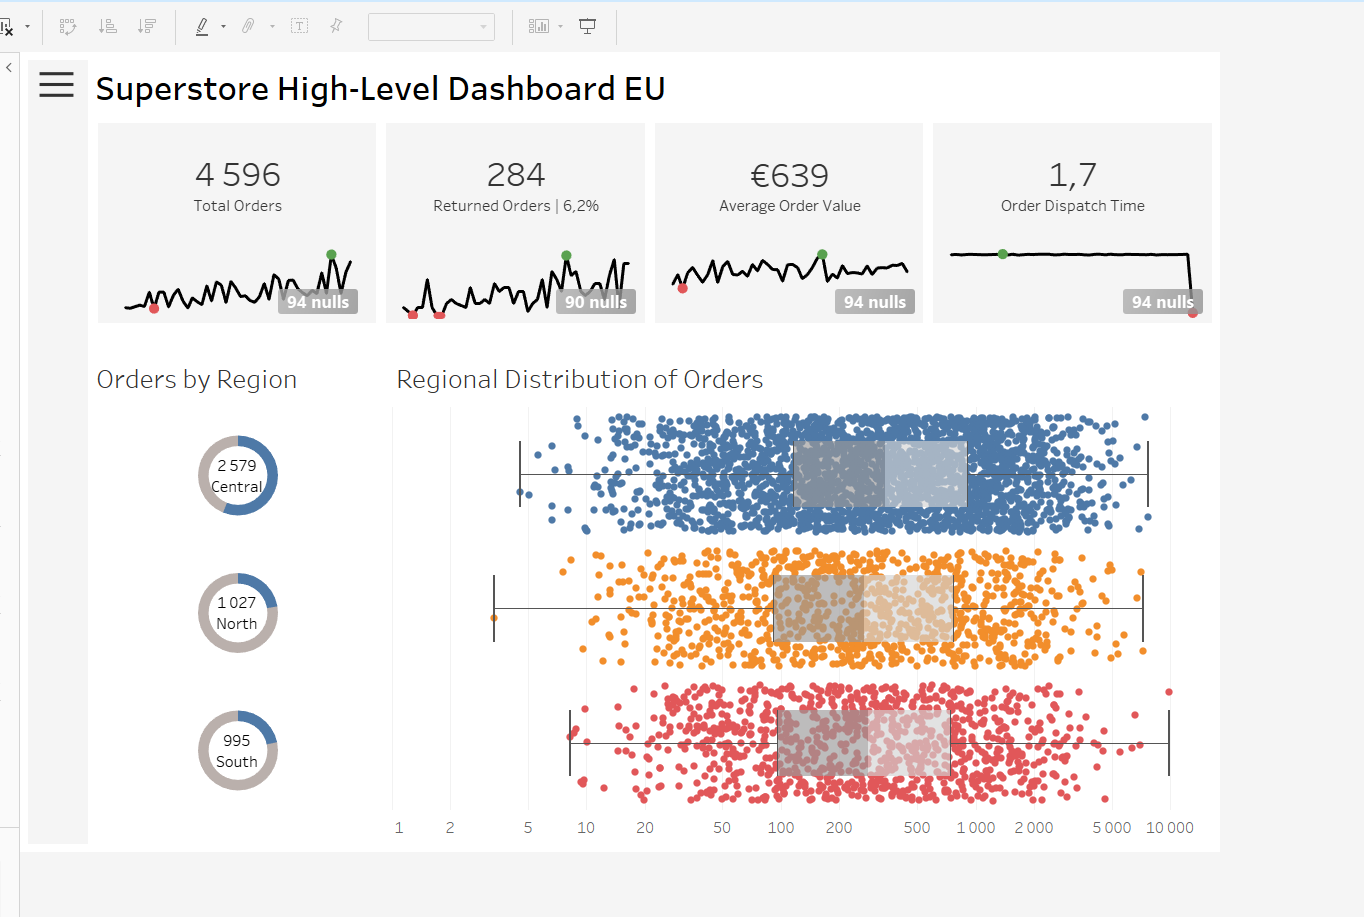 T
Superstore High-Level Dashboard EU
4 596
Total Orders
94 nulls
284
Returned Orders | 6,2%
90 nulls
€639
Average Order Value
94 nulls
1,7
Order Dispatch Time
94 nulls
Orders by Region
2 579
Central
1 027
North
995
South
Regional Distribution of Orders
1 2 5 10 20 50 100 200 500 1 000 2 000 5 000 10 000